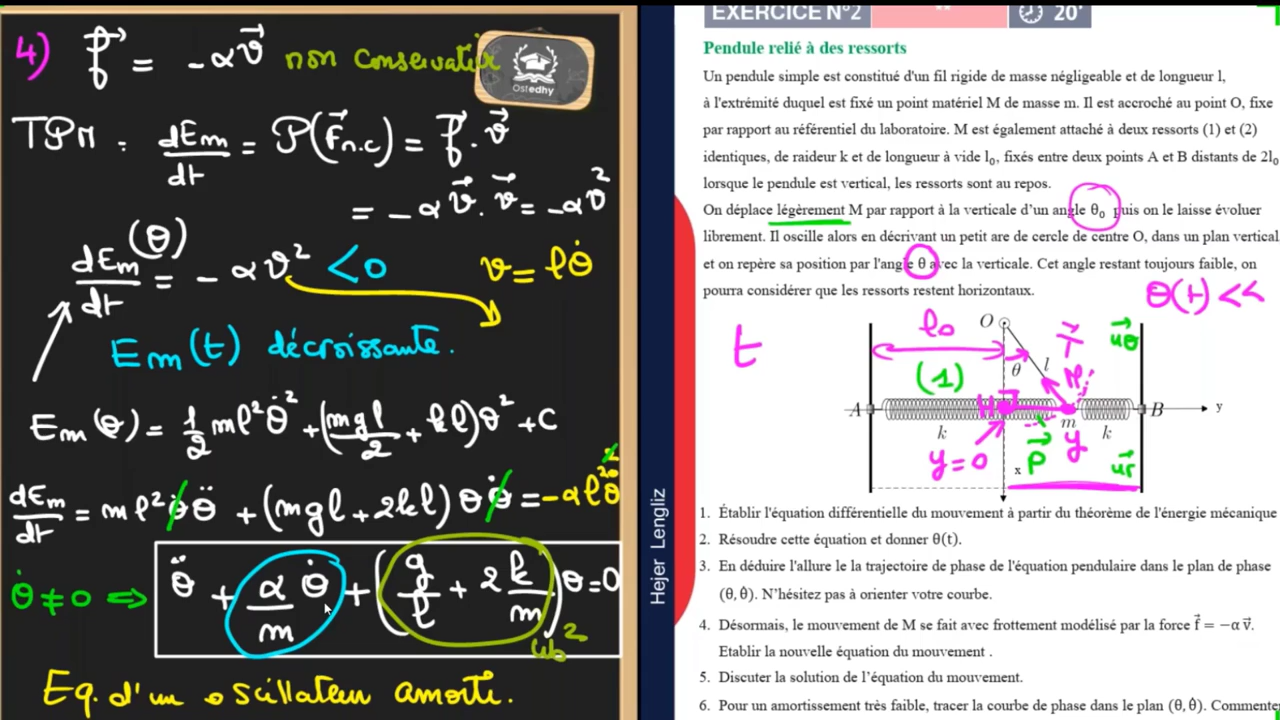 4) f⃗ = -αv⃗ non conservatrice
Ostedhy
TPM : dEm/dt = P(F⃗n.c) = f⃗ . v⃗
= -αv⃗ . v⃗ = -αv²
dEm(θ)/dt = -αv² < 0 v = lθ̇
Em(t) décroissante.
Em(θ) = 1/2 ml²θ̇² + (mgl/2 + kl)θ² + C
dEm/dt = ml²θ̇θ̈ + (mgl + 2kl)θθ̇ = -αl²θ̇²
θ̇ ≠ 0 ⇒ θ̈ + α/m θ̇ + (g/l + 2k/m)θ = 0
ω₀²
Eq. d'un oscillateur amorti.
EXERCICE N°2
20'
Pendule relié à des ressorts
Un pendule simple est constitué d'un fil rigide de masse négligeable et de longueur l,
à l'extrémité duquel est fixé un point matériel M de masse m. Il est accroché au point O, fixe
par rapport au référentiel du laboratoire. M est également attaché à deux ressorts (1) et (2)
identiques, de raideur k et de longueur à vide l₀, fixés entre deux points A et B distants de 2l₀
lorsque le pendule est vertical, les ressorts sont au repos.
On déplace légèrement M par rapport à la verticale d'un angle θ₀ puis on le laisse évoluer
librement. Il oscille alors en décrivant un petit arc de cercle de centre O, dans un plan vertical
et on repère sa position par l'angle θ avec la verticale. Cet angle restant toujours faible, on
pourra considérer que les ressorts restent horizontaux.
θ(t) <<
t
l₀
O
T⃗
u⃗θ
(1)
θ
l
M
A
H
B
y
k
m
k
y=0
x
P⃗
y
u⃗r
1. Établir l'équation différentielle du mouvement à partir du théorème de l'énergie mécanique
2. Résoudre cette équation et donner θ(t).
3. En déduire l'allure le la trajectoire de phase de l'équation pendulaire dans le plan de phase
(θ, θ̇). N'hésitez pas à orienter votre courbe.
4. Désormais, le mouvement de M se fait avec frottement modélisé par la force f⃗ = −α v⃗.
Etablir la nouvelle équation du mouvement .
5. Discuter la solution de l'équation du mouvement.
6. Pour un amortissement très faible, tracer la courbe de phase dans le plan (θ, θ̇). Commente
Hejer Lengliz